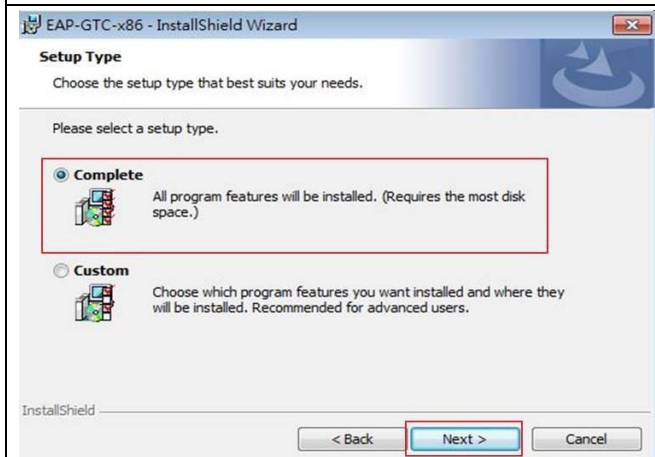 EAP-GTC-x86 - InstallShield Wizard
Setup Type
Choose the setup type that best suits your needs.
Please select a setup type.
Complete
All program features will be installed. (Requires the most disk
space.)
Custom
Choose which program features you want installed and where they
will be installed. Recommended for advanced users.
InstallShield
< Back Next > Cancel